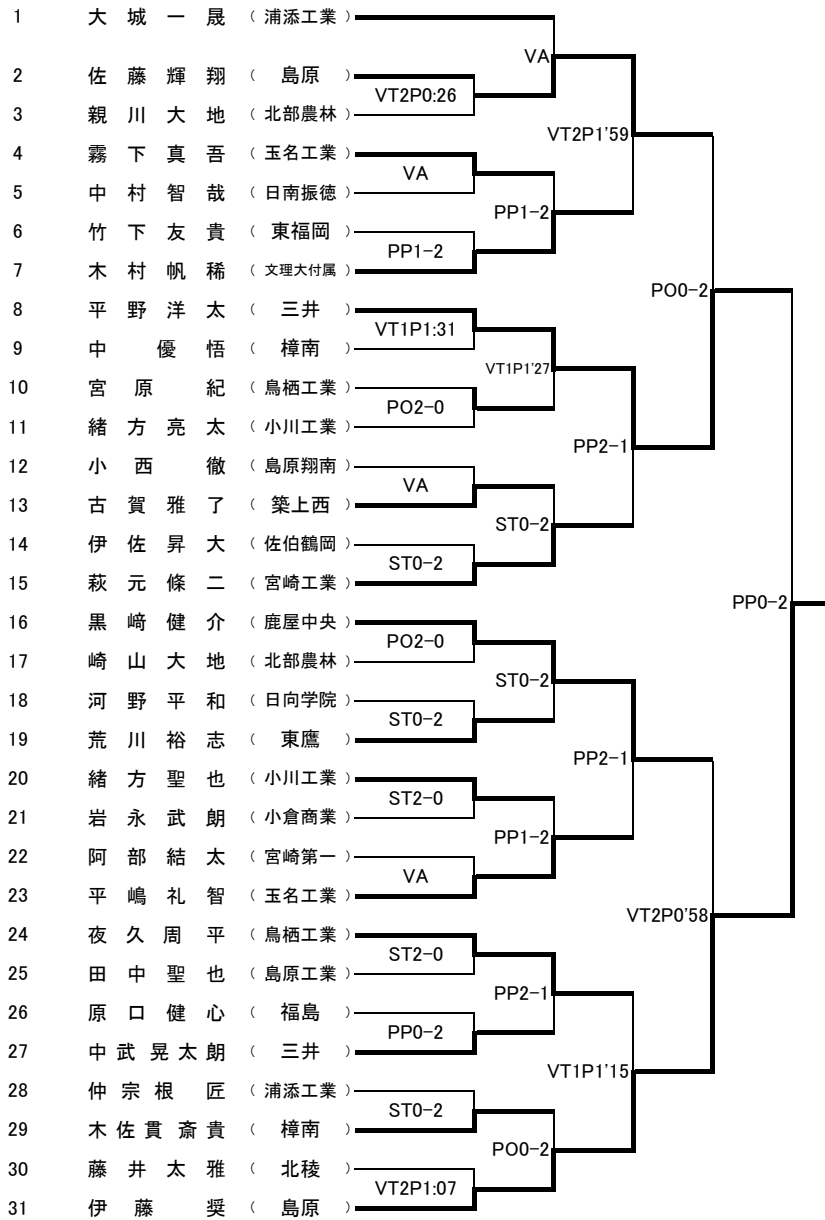 1 大城一晟 (浦添工業)
VA
2 佐藤輝翔 (島原)
VT2P0:26
3 親川大地 (北部農林)
VT2P1'59
4 霧下真吾 (玉名工業)
VA
5 中村智哉 (日南振徳)
PP1-2
6 竹下友貴 (東福岡)
PP1-2
7 木村帆稀 (文理大付属)
PO0-2
8 平野洋太 (三井)
VT1P1:31
9 中優悟 (樟南)
VT1P1'27
10 宮原紀 (鳥栖工業)
PO2-0
11 緒方亮太 (小川工業)
PP2-1
12 小西徹 (島原翔南)
VA
13 古賀雅了 (築上西)
ST0-2
14 伊佐昇大 (佐伯鶴岡)
ST0-2
15 萩元條二 (宮崎工業)
PP0-2
16 黒﨑健介 (鹿屋中央)
PO2-0
17 崎山大地 (北部農林)
ST0-2
18 河野平和 (日向学院)
ST0-2
19 荒川裕志 (東鷹)
PP2-1
20 緒方聖也 (小川工業)
ST2-0
21 岩永武朗 (小倉商業)
PP1-2
22 阿部結太 (宮崎第一)
VA
23 平嶋礼智 (玉名工業)
VT2P0'58
24 夜久周平 (鳥栖工業)
ST2-0
25 田中聖也 (島原工業)
PP2-1
26 原口健心 (福島)
PP0-2
27 中武晃太朗 (三井)
VT1P1'15
28 仲宗根匠 (浦添工業)
ST0-2
29 木佐貫斎貴 (樟南)
PO0-2
30 藤井太雅 (北稜)
VT2P1:07
31 伊藤奨 (島原)